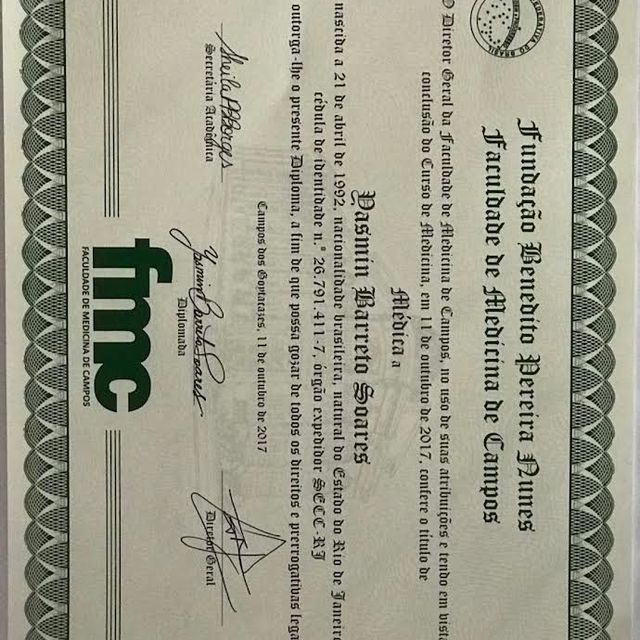 Fundação Benedito Pereira Nunes
Faculdade de Medicina de Campos
O Diretor Geral da Faculdade de Medicina de Campos, no uso de suas atribuições e tendo em vista
conclusão do Curso de Medicina, em 11 de outubro de 2017, confere o título de
Médica a
Yasmin Barreto Soares
nascida a 21 de abril de 1992, nacionalidade brasileira, natural do Estado do Rio de Janeiro
cédula de identidade n.º 26.791.411-7, órgão expedidor SECC-RJ
outorga-lhe o presente Diploma, a fim de que possa gozar de todos os direitos e prerrogativas lega
Campos dos Goytacazes, 11 de outubro de 2017
Yasmin Barreto Soares
Secretária Acadêmica
Diplomada
Diretor Geral
fmc
FACULDADE DE MEDICINA DE CAMPOS